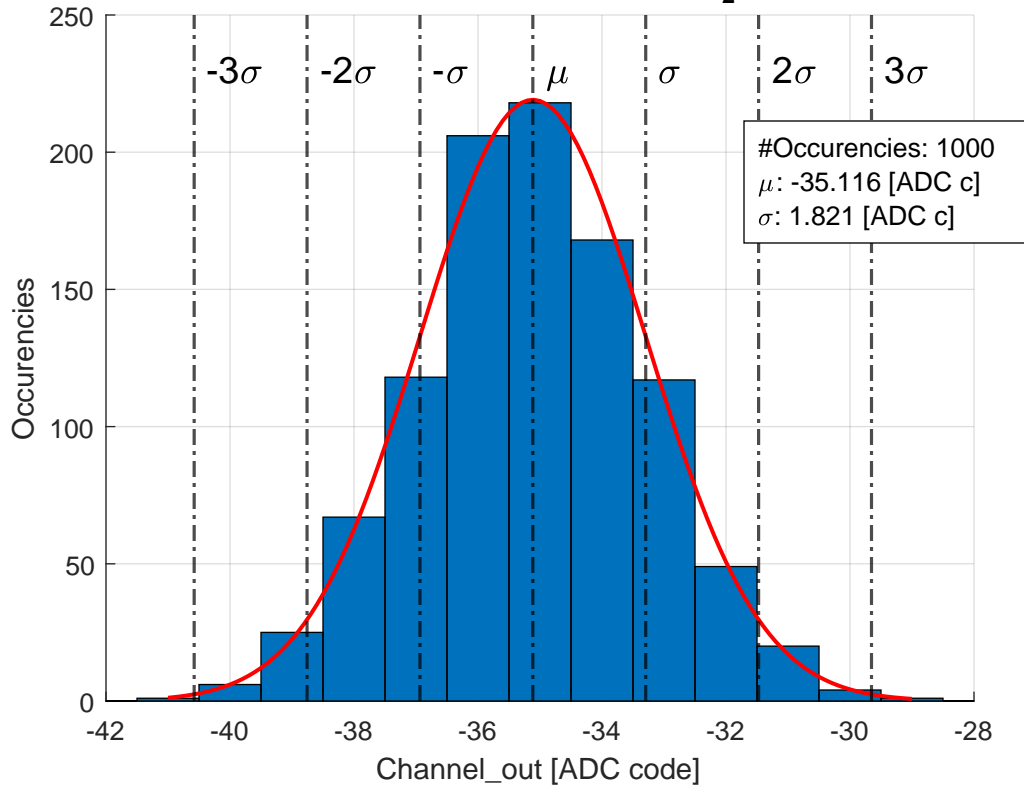 2
250
200
150
100
50
0
-3σ
-2σ
-σ
μ
σ
2σ
3σ
#Occurencies: 1000
μ: -35.116 [ADC c]
σ: 1.821 [ADC c]
Occurencies
-42
-40
-38
-36
-34
-32
-30
-28
Channel_out [ADC code]